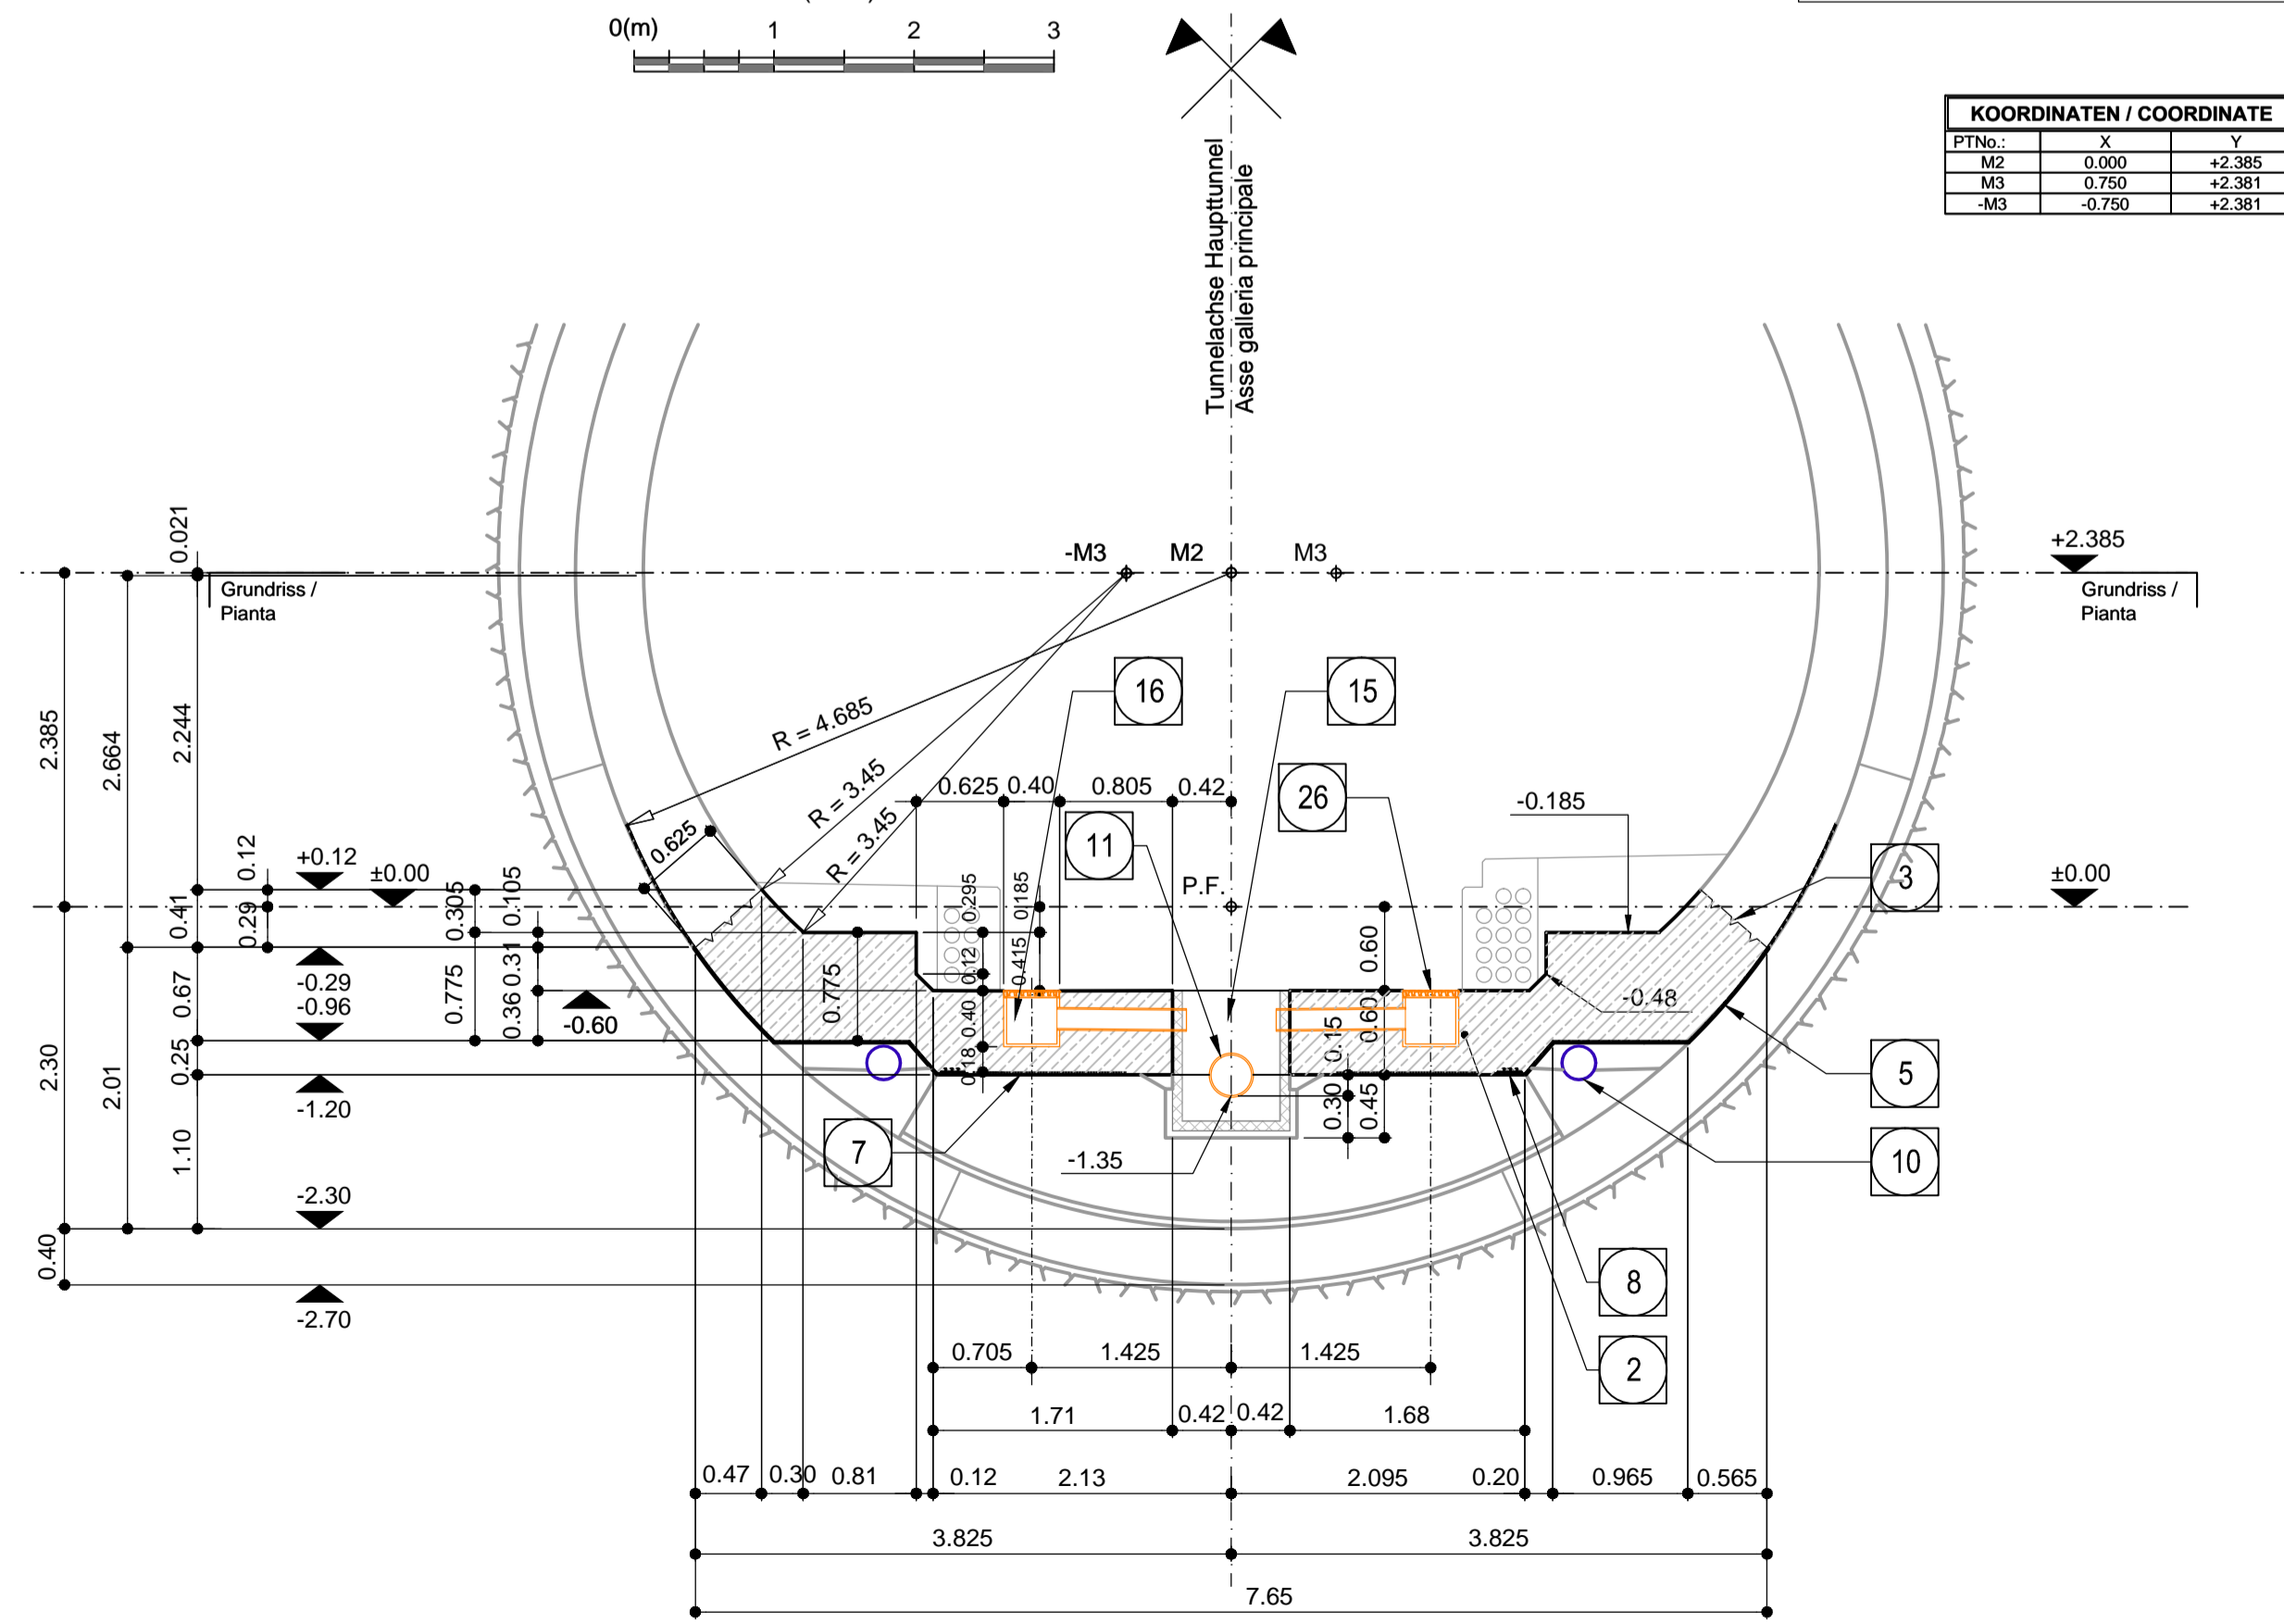 0(m) 1 2 3
KOORDINATEN / COORDINATE
PTNo.: X Y
M2 0.000 +2.385
M3 0.750 +2.381
-M3 -0.750 +2.381
Tunnelachse Haupttunnel
Asse galleria principale
-M3 M2 M3
+2.385
Grundriss /
Pianta
Grundriss /
Pianta
0.021
2.385
2.664
2.244
R = 4.685
R = 3.45
R = 3.45
0.625
16
15
26
11
3
5
10
7
8
2
0.625 0.40 0.805 0.42
-0.185
P.F.
±0.00
+0.12
±0.00
0.12
0.41
0.29
0.305
0.105
0.31
0.775
0.36
0.775
0.295
0.12
0.40
0.18
0.185
0.415
0.60
0.60
0.15
0.30
0.45
-0.48
-0.29
-0.96
-0.60
-1.20
-1.35
-2.30
-2.70
0.67
0.25
1.10
2.30
2.01
0.40
0.705 1.425 1.425
1.71 0.42 0.42 1.68
0.47 0.30 0.81 0.12 2.13 2.095 0.20 0.965 0.565
3.825 3.825
7.65